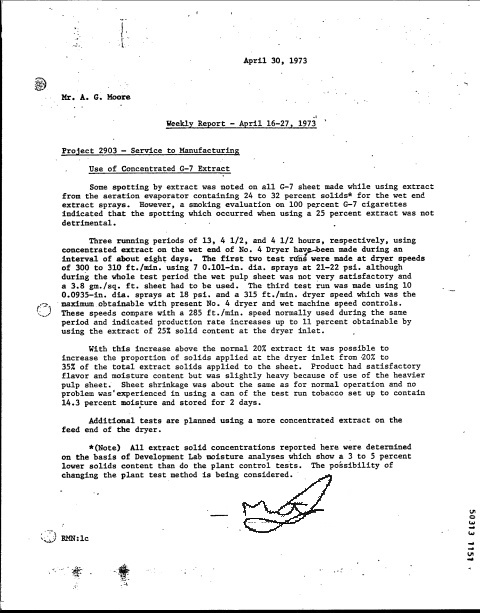 April 30, 1973
Mr. A. G. Moore
Weekly Report - April 16-27, 1973
Project 2903 - Service to Manufacturing
Use of Concentrated G-7 Extract
Some spotting by extract was noted on all G-7 sheet made while using extract
from the aeration evaporator containing 24 to 32 percent solids* for the wet end
extract sprays. However, a smoking evaluation on 100 percent G-7 cigarettes
indicated that the spotting which occurred when using a 25 percent extract was not
detrimental.
Three running periods of 13, 4 1/2, and 4 1/2 hours, respectively, using
concentrated extract on the wet end of No. 4 Dryer have been made during an
interval of about eight days. The first two test runs were made at dryer speeds
of 300 to 310 ft./min. using 7 0.101-in. dia. sprays at 21-22 psi. although
during the whole test period the wet pulp sheet was not very satisfactory and
a 3.8 gm./sq. ft. sheet had to be used. The third test run was made using 10
0.0935-in. dia. sprays at 18 psi. and a 315 ft./min. dryer speed which was the
maximum obtainable with present No. 4 dryer and wet machine speed controls.
These speeds compare with a 285 ft./min. speed normally used during the same
period and indicated production rate increases up to 11 percent obtainable by
using the extract of 25% solid content at the dryer inlet.
With this increase above the normal 20% extract it was possible to
increase the proportion of solids applied at the dryer inlet from 20% to
35% of the total extract solids applied to the sheet. Product had satisfactory
flavor and moisture content but was slightly heavy because of use of the heavier
pulp sheet. Sheet shrinkage was about the same as for normal operation and no
problem was experienced in using a can of the test run tobacco set up to contain
14.3 percent moisture and stored for 2 days.
Additional tests are planned using a more concentrated extract on the
feed end of the dryer.
*(Note) All extract solid concentrations reported here were determined
on the basis of Development Lab moisture analyses which show a 3 to 5 percent
lower solids content than do the plant control tests. The possibility of
changing the plant test method is being considered.
RMN:lc
50313 1151